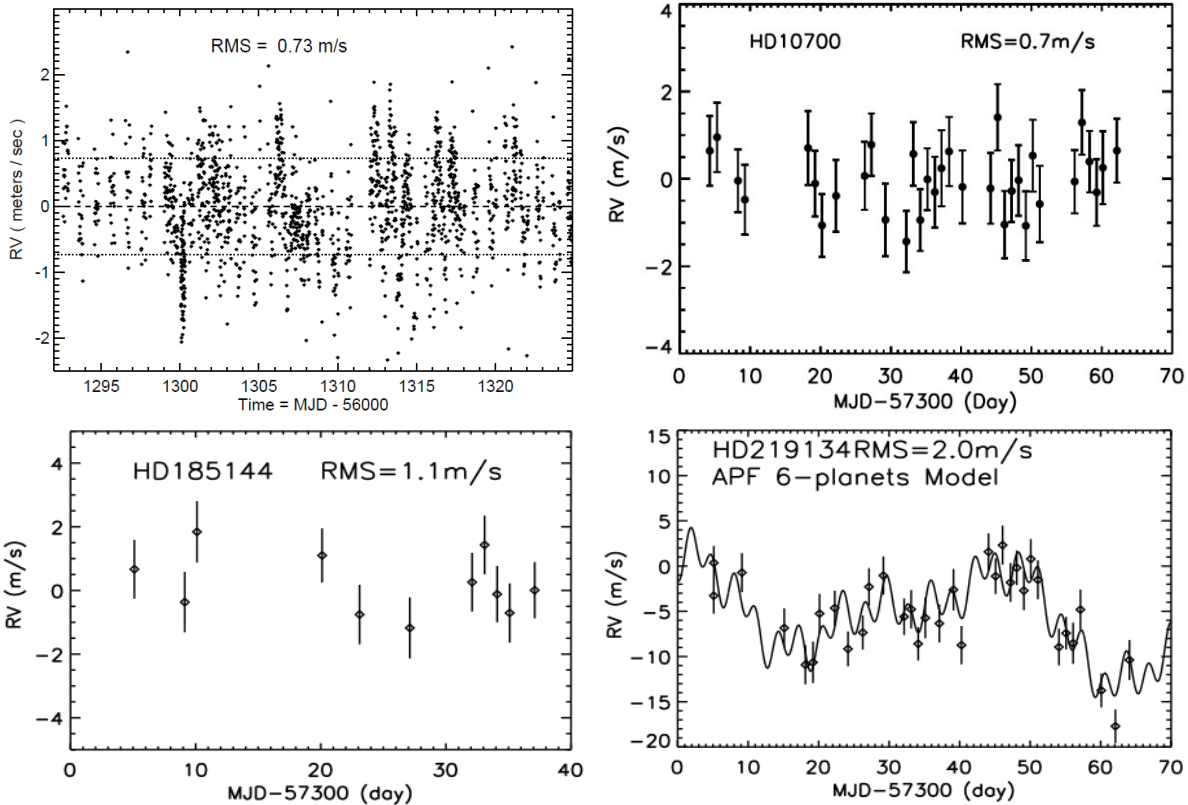 RMS = 0.73 m/s
2
1
0
-1
-2
RV ( meters / sec )
1295 1300 1305 1310 1315 1320
Time = MJD - 56000
HD10700 RMS=0.7m/s
4
2
0
-2
-4
RV (m/s)
0 10 20 30 40 50 60 70
MJD-57300 (Day)
HD185144 RMS=1.1m/s
4
2
0
-2
-4
RV (m/s)
0 10 20 30 40
MJD-57300 (day)
HD219134RMS=2.0m/s
APF 6-planets Model
15
10
5
0
-5
-10
-15
-20
RV (m/s)
0 10 20 30 40 50 60 70
MJD-57300 (day)